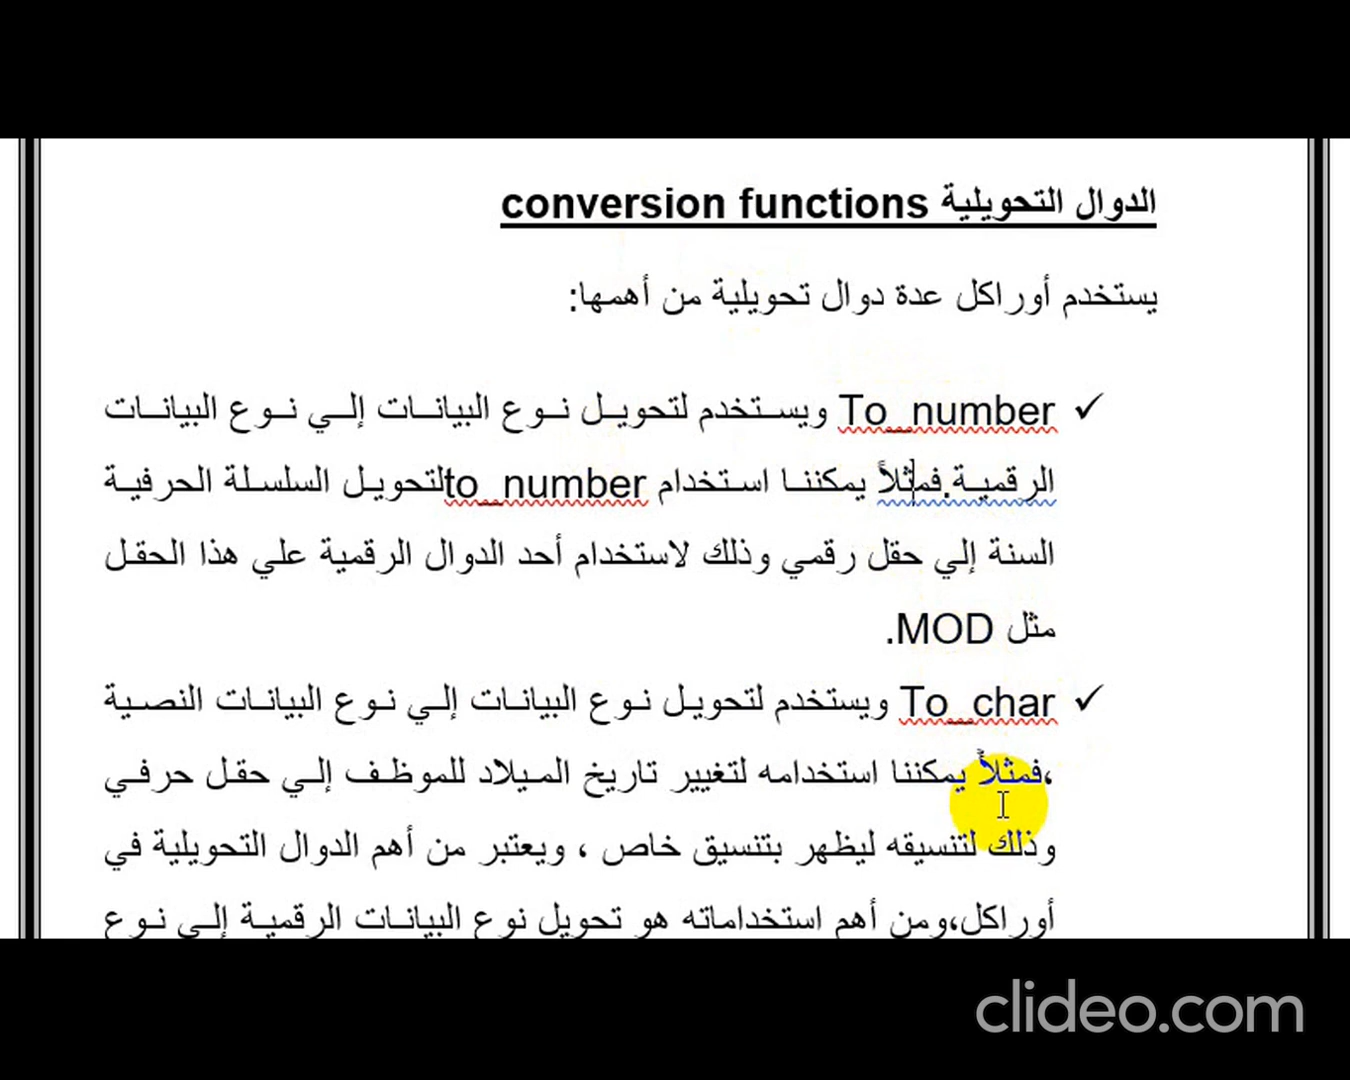 الدوال التحويلية conversion functions
يستخدم أوراكل عدة دوال تحويلية من أهمها:
✓ To_number ويستخدم لتحويل نوع البيانات إلي نوع البيانات
الرقمية.فمثلاً يمكننا استخدام to_numberلتحويل السلسلة الحرفية
السنة إلي حقل رقمي وذلك لاستخدام أحد الدوال الرقمية علي هذا الحقل
مثل MOD.
✓ To_char ويستخدم لتحويل نوع البيانات إلي نوع البيانات النصية
،فمثلاً يمكننا استخدامه لتغيير تاريخ الميلاد للموظف إلي حقل حرفي
وذلك لتنسيقه ليظهر بتنسيق خاص ، ويعتبر من أهم الدوال التحويلية في
أوراكل،ومن أهم استخداماته هو تحويل نوع البيانات الرقمية إلي نوع
clideo.com